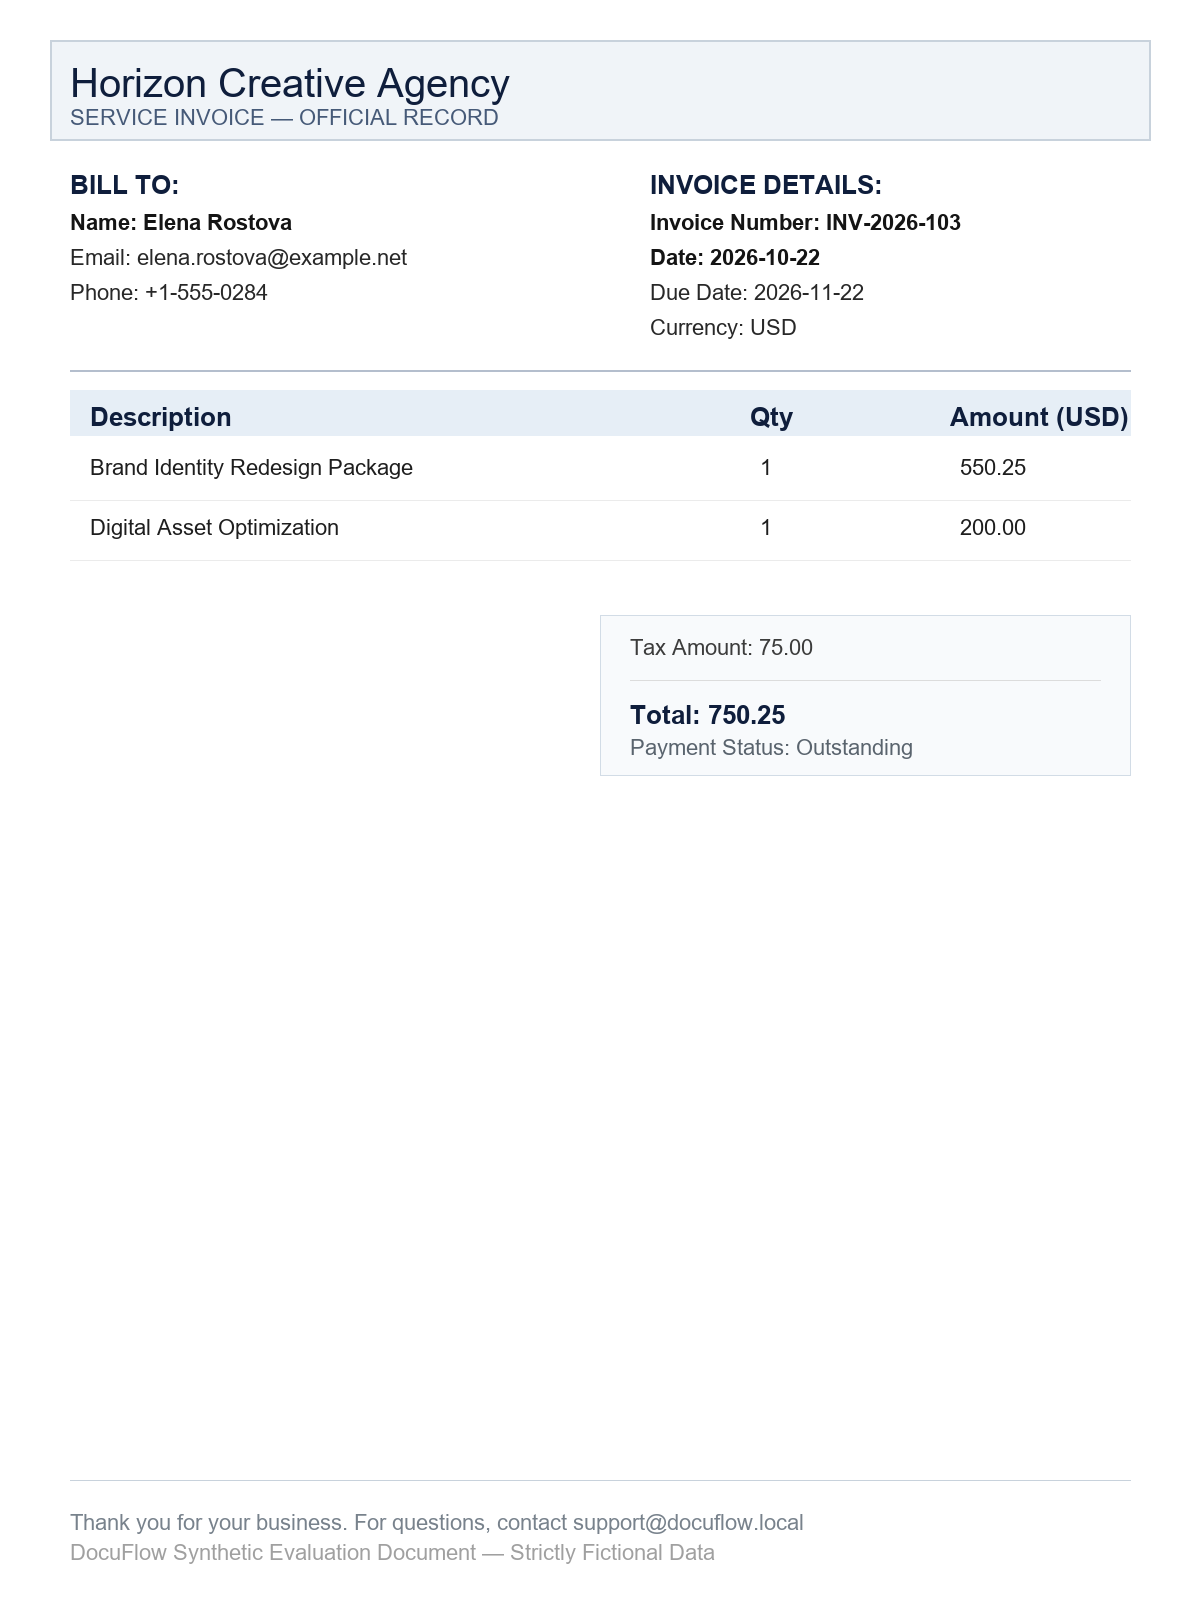 Horizon Creative Agency
SERVICE INVOICE — OFFICIAL RECORD
BILL TO:
Name: Elena Rostova
Email: elena.rostova@example.net
Phone: +1-555-0284
INVOICE DETAILS:
Invoice Number: INV-2026-103
Date: 2026-10-22
Due Date: 2026-11-22
Currency: USD
Description Qty Amount (USD)
Brand Identity Redesign Package 1 550.25
Digital Asset Optimization 1 200.00
Tax Amount: 75.00
Total: 750.25
Payment Status: Outstanding
Thank you for your business. For questions, contact support@docuflow.local
DocuFlow Synthetic Evaluation Document — Strictly Fictional Data